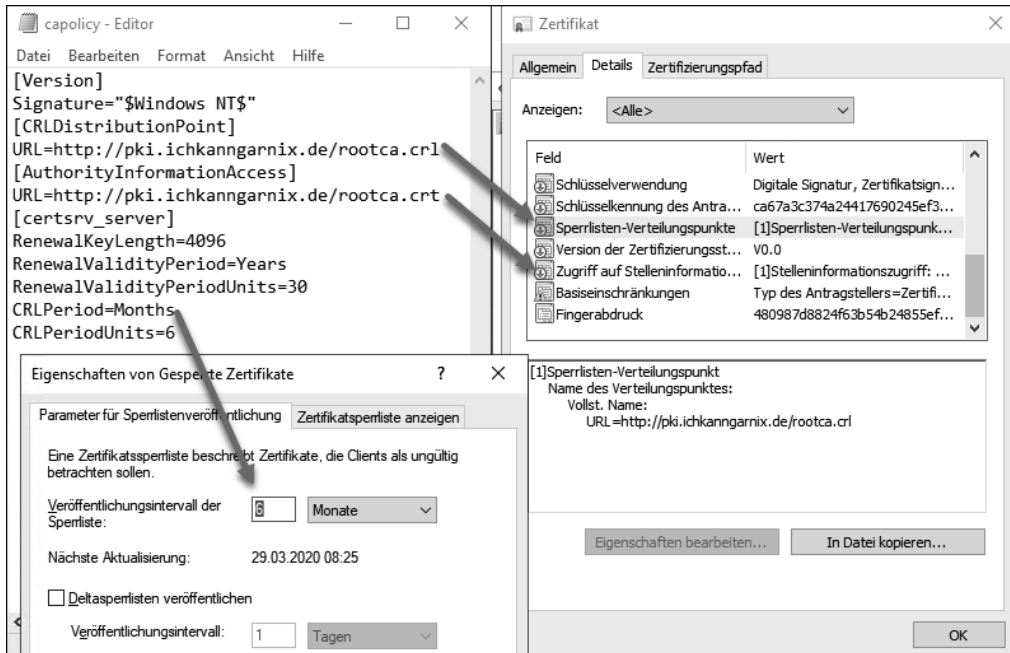 capolicy - Editor
Datei Bearbeiten Format Ansicht Hilfe
[Version]
Signature="$Windows NT$"
[CRLDistributionPoint]
URL=http://pki.ichkanngarnix.de/rootca.crl
[AuthorityInformationAccess]
URL=http://pki.ichkanngarnix.de/rootca.crt
[certsrv_server]
RenewalKeyLength=4096
RenewalValidityPeriod=Years
RenewalValidityPeriodUnits=30
CRLPeriod=Months
CRLPeriodUnits=6
Eigenschaften von Gesperrte Zertifikate ?
Parameter für Sperrlistenveröffentlichung Zertifikatsperrliste anzeigen
Eine Zertifikatssperrliste beschreibt Zertifikate, die Clients als ungültig
betrachten sollen.
Veröffentlichungsintervall der
Sperrliste:
6 Monate
Nächste Aktualisierung: 29.03.2020 08:25
Deltasperrlisten veröffentlichen
Veröffentlichungsintervall: 1 Tagen
Zertifikat
Allgemein Details Zertifizierungspfad
Anzeigen: <Alle>
Feld Wert
Schlüsselverwendung Digitale Signatur, Zertifikatsign...
Schlüsselkennung des Antra... ca67a3c374a24417690245ef3...
Sperrlisten-Verteilungspunkte [1]Sperrlisten-Verteilungspunk...
Version der Zertifizierungsst... V0.0
Zugriff auf Stelleninformatio... [1]Stelleninformationszugriff: ...
Basiseinschränkungen Typ des Antragstellers=Zertifi...
Fingerabdruck 480987d8824f63b54b24855ef...
[1]Sperrlisten-Verteilungspunkt
Name des Verteilungspunktes:
Vollst. Name:
URL=http://pki.ichkanngarnix.de/rootca.crl
Eigenschaften bearbeiten... In Datei kopieren...
OK